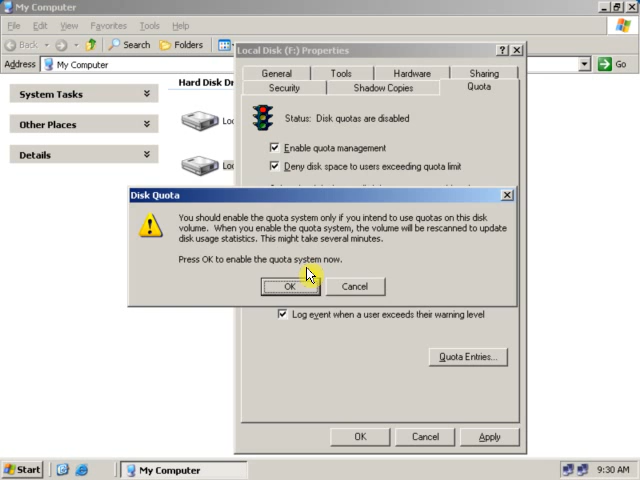 My Computer
File Edit View Favorites Tools Help
Back Search Folders
Address My Computer Go
System Tasks
Other Places
Details
Hard Disk Dr
Loc
Loc
Local Disk (F:) Properties
General Tools Hardware Sharing
Security Shadow Copies Quota
Status: Disk quotas are disabled
Enable quota management
Deny disk space to users exceeding quota limit
Disk Quota
You should enable the quota system only if you intend to use quotas on this disk
volume. When you enable the quota system, the volume will be rescanned to update
disk usage statistics. This might take several minutes.
Press OK to enable the quota system now.
OK Cancel
Log event when a user exceeds their warning level
Quota Entries...
OK Cancel Apply
Start My Computer 9:30 AM